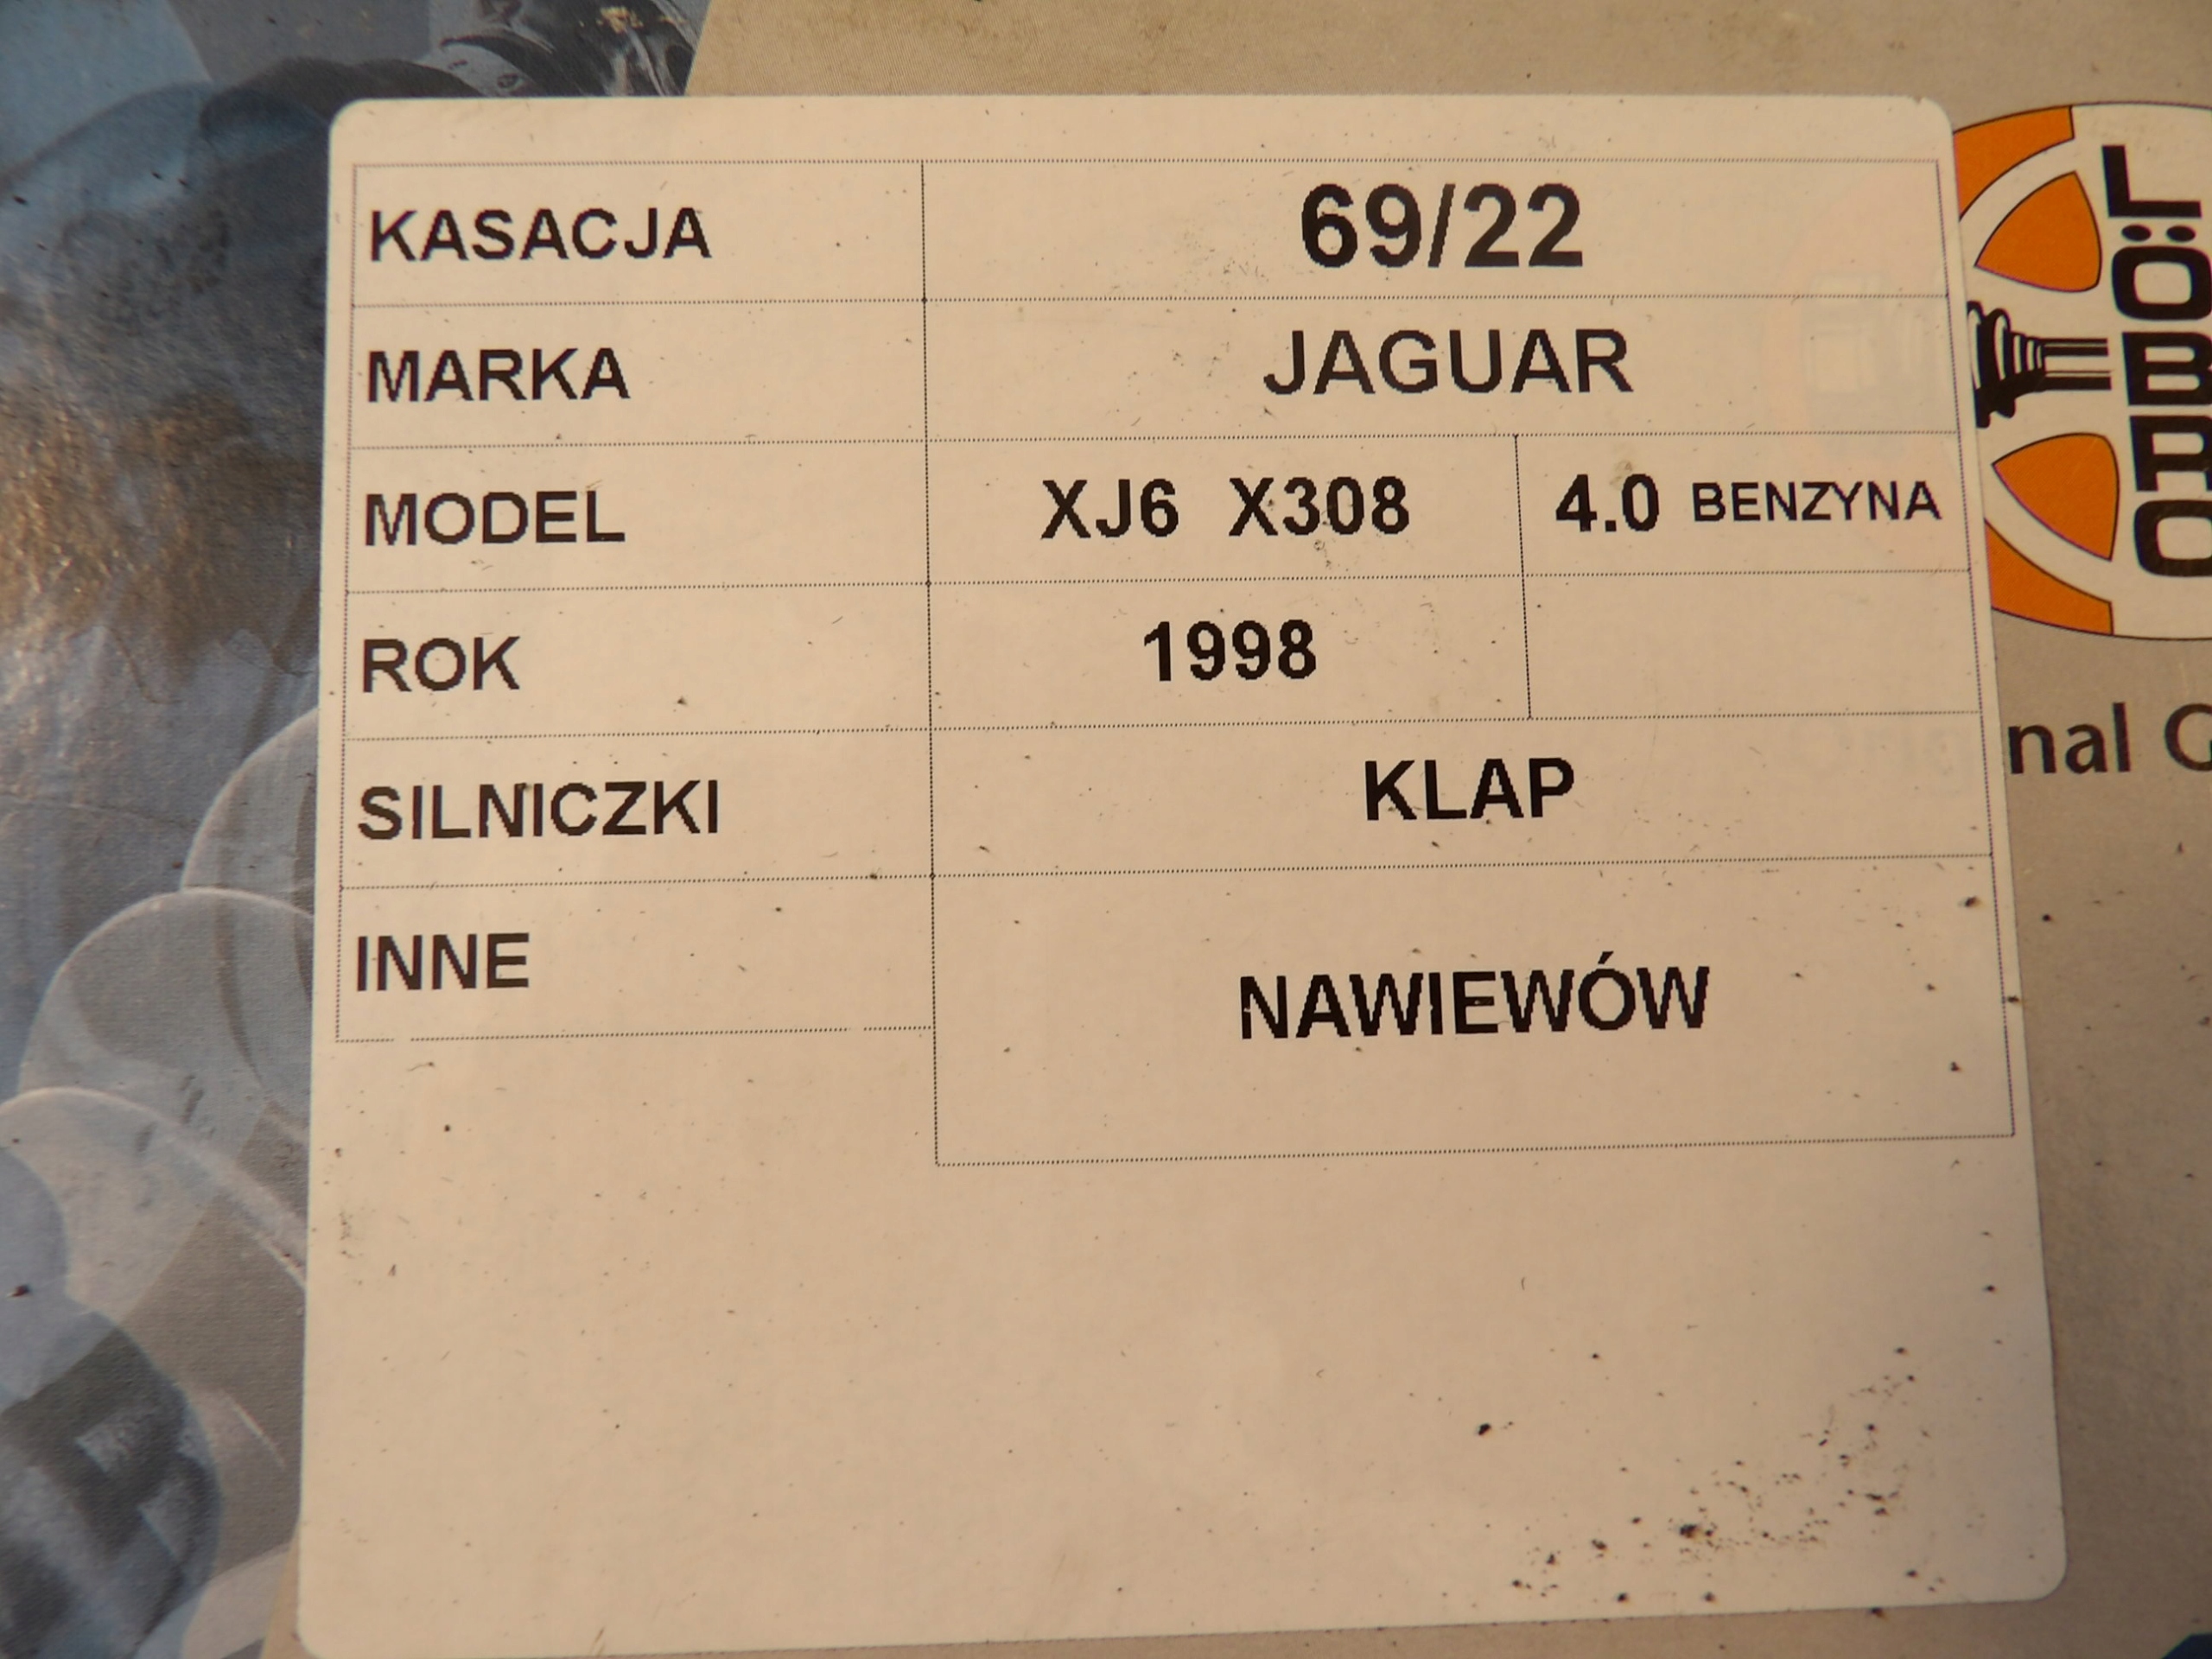 KASACJA 69/22
MARKA JAGUAR
MODEL XJ6 X308 4.0 BENZYNA
ROK 1998
SILNICZKI KLAP
INNE NAWIEWÓW
LÖBRO
nal G